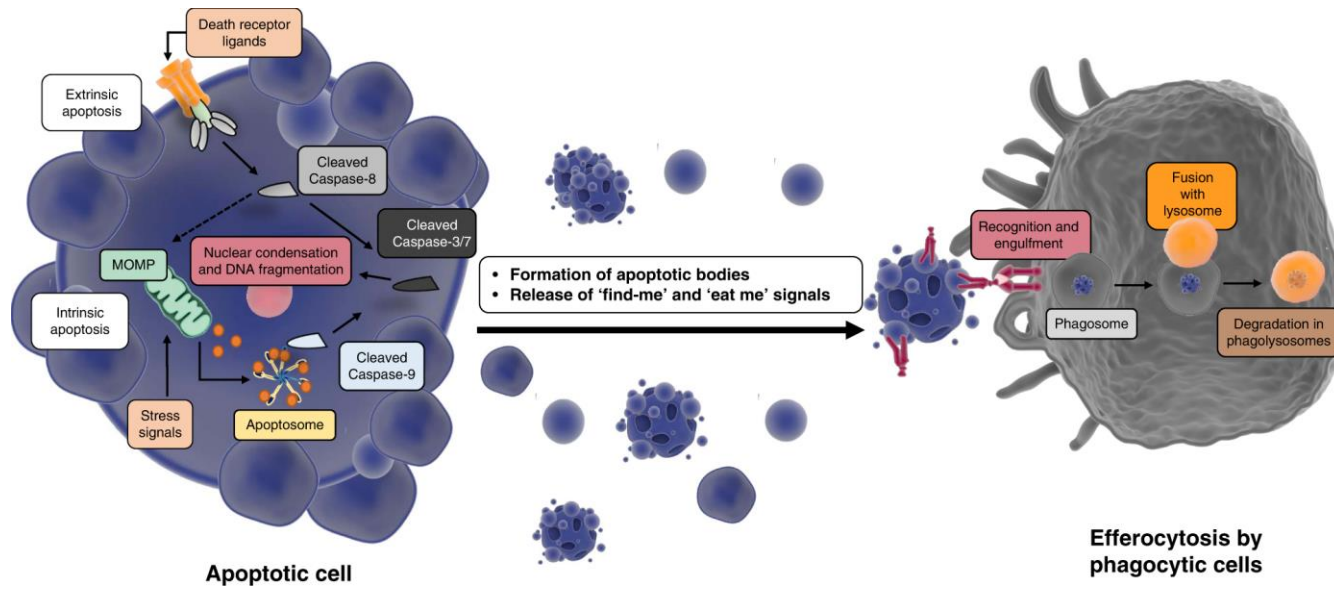 Death receptor
ligands
Extrinsic
apoptosis
Cleaved
Caspase-8
Cleaved
Caspase-3/7
Nuclear condensation
and DNA fragmentation
MOMP
Intrinsic
apoptosis
Cleaved
Caspase-9
Stress
signals
Apoptosome
Apoptotic cell
• Formation of apoptotic bodies
• Release of ‘find-me’ and ‘eat me’ signals
Recognition and
engulfment
Fusion
with
lysosome
Phagosome
Degradation in
phagolysosomes
Efferocytosis by
phagocytic cells